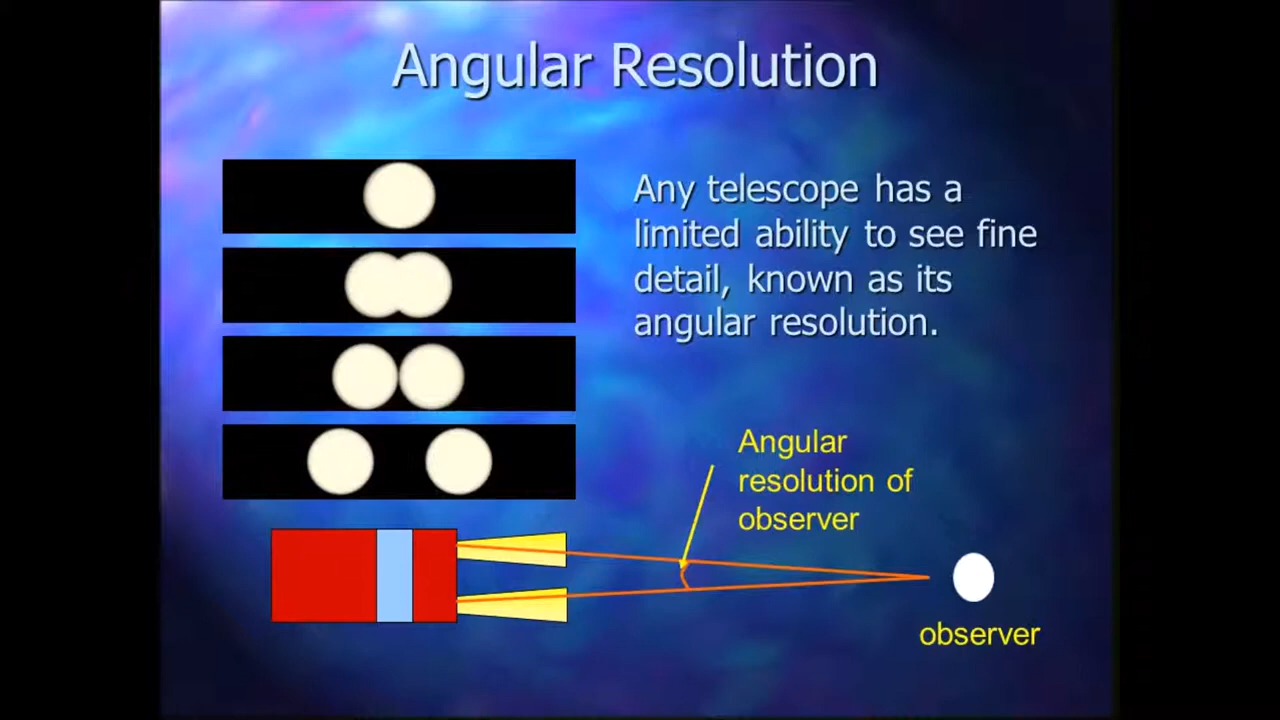 Angular Resolution
Any telescope has a
limited ability to see fine
detail, known as its
angular resolution.
Angular
resolution of
observer
observer